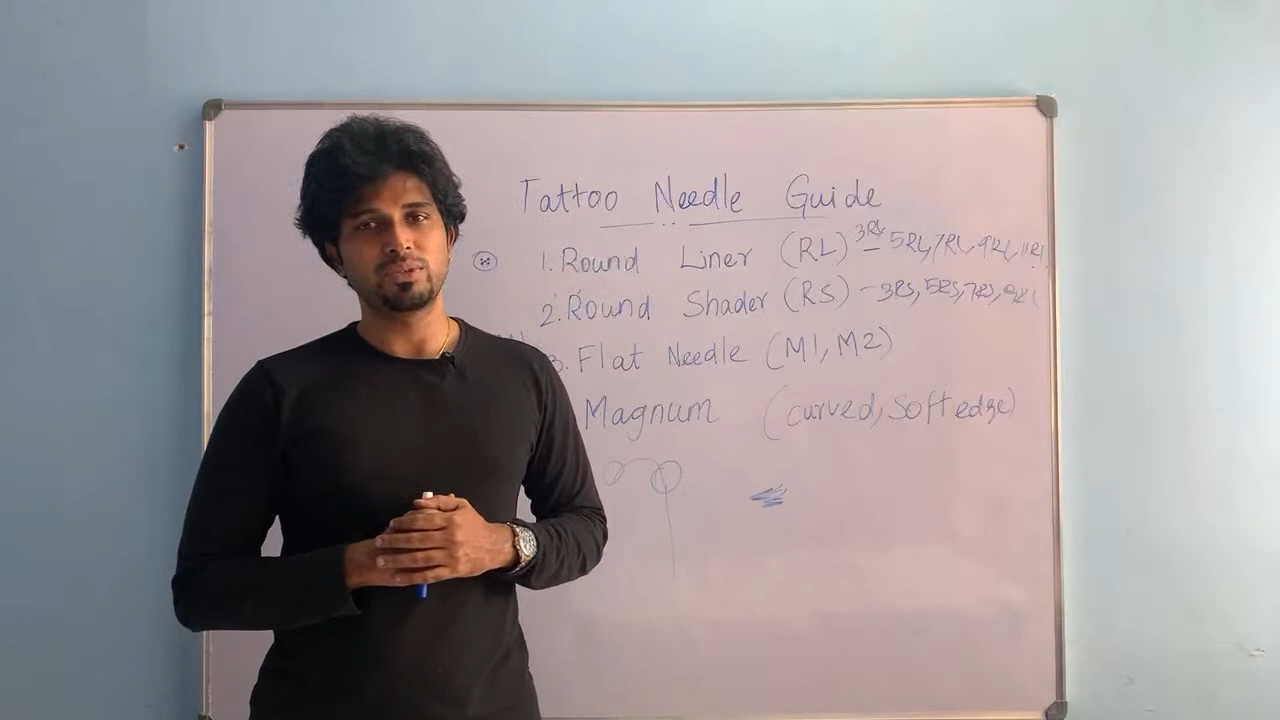 Tattoo Needle Guide
1. Round Liner (RL) - 3RL, 5RL, 7RL, 9RL, 11RL
2. Round Shader (RS) - 3RS, 5RS, 7RS,
3. Flat Needle (M1, M2)
Magnum (curved, Soft edge)